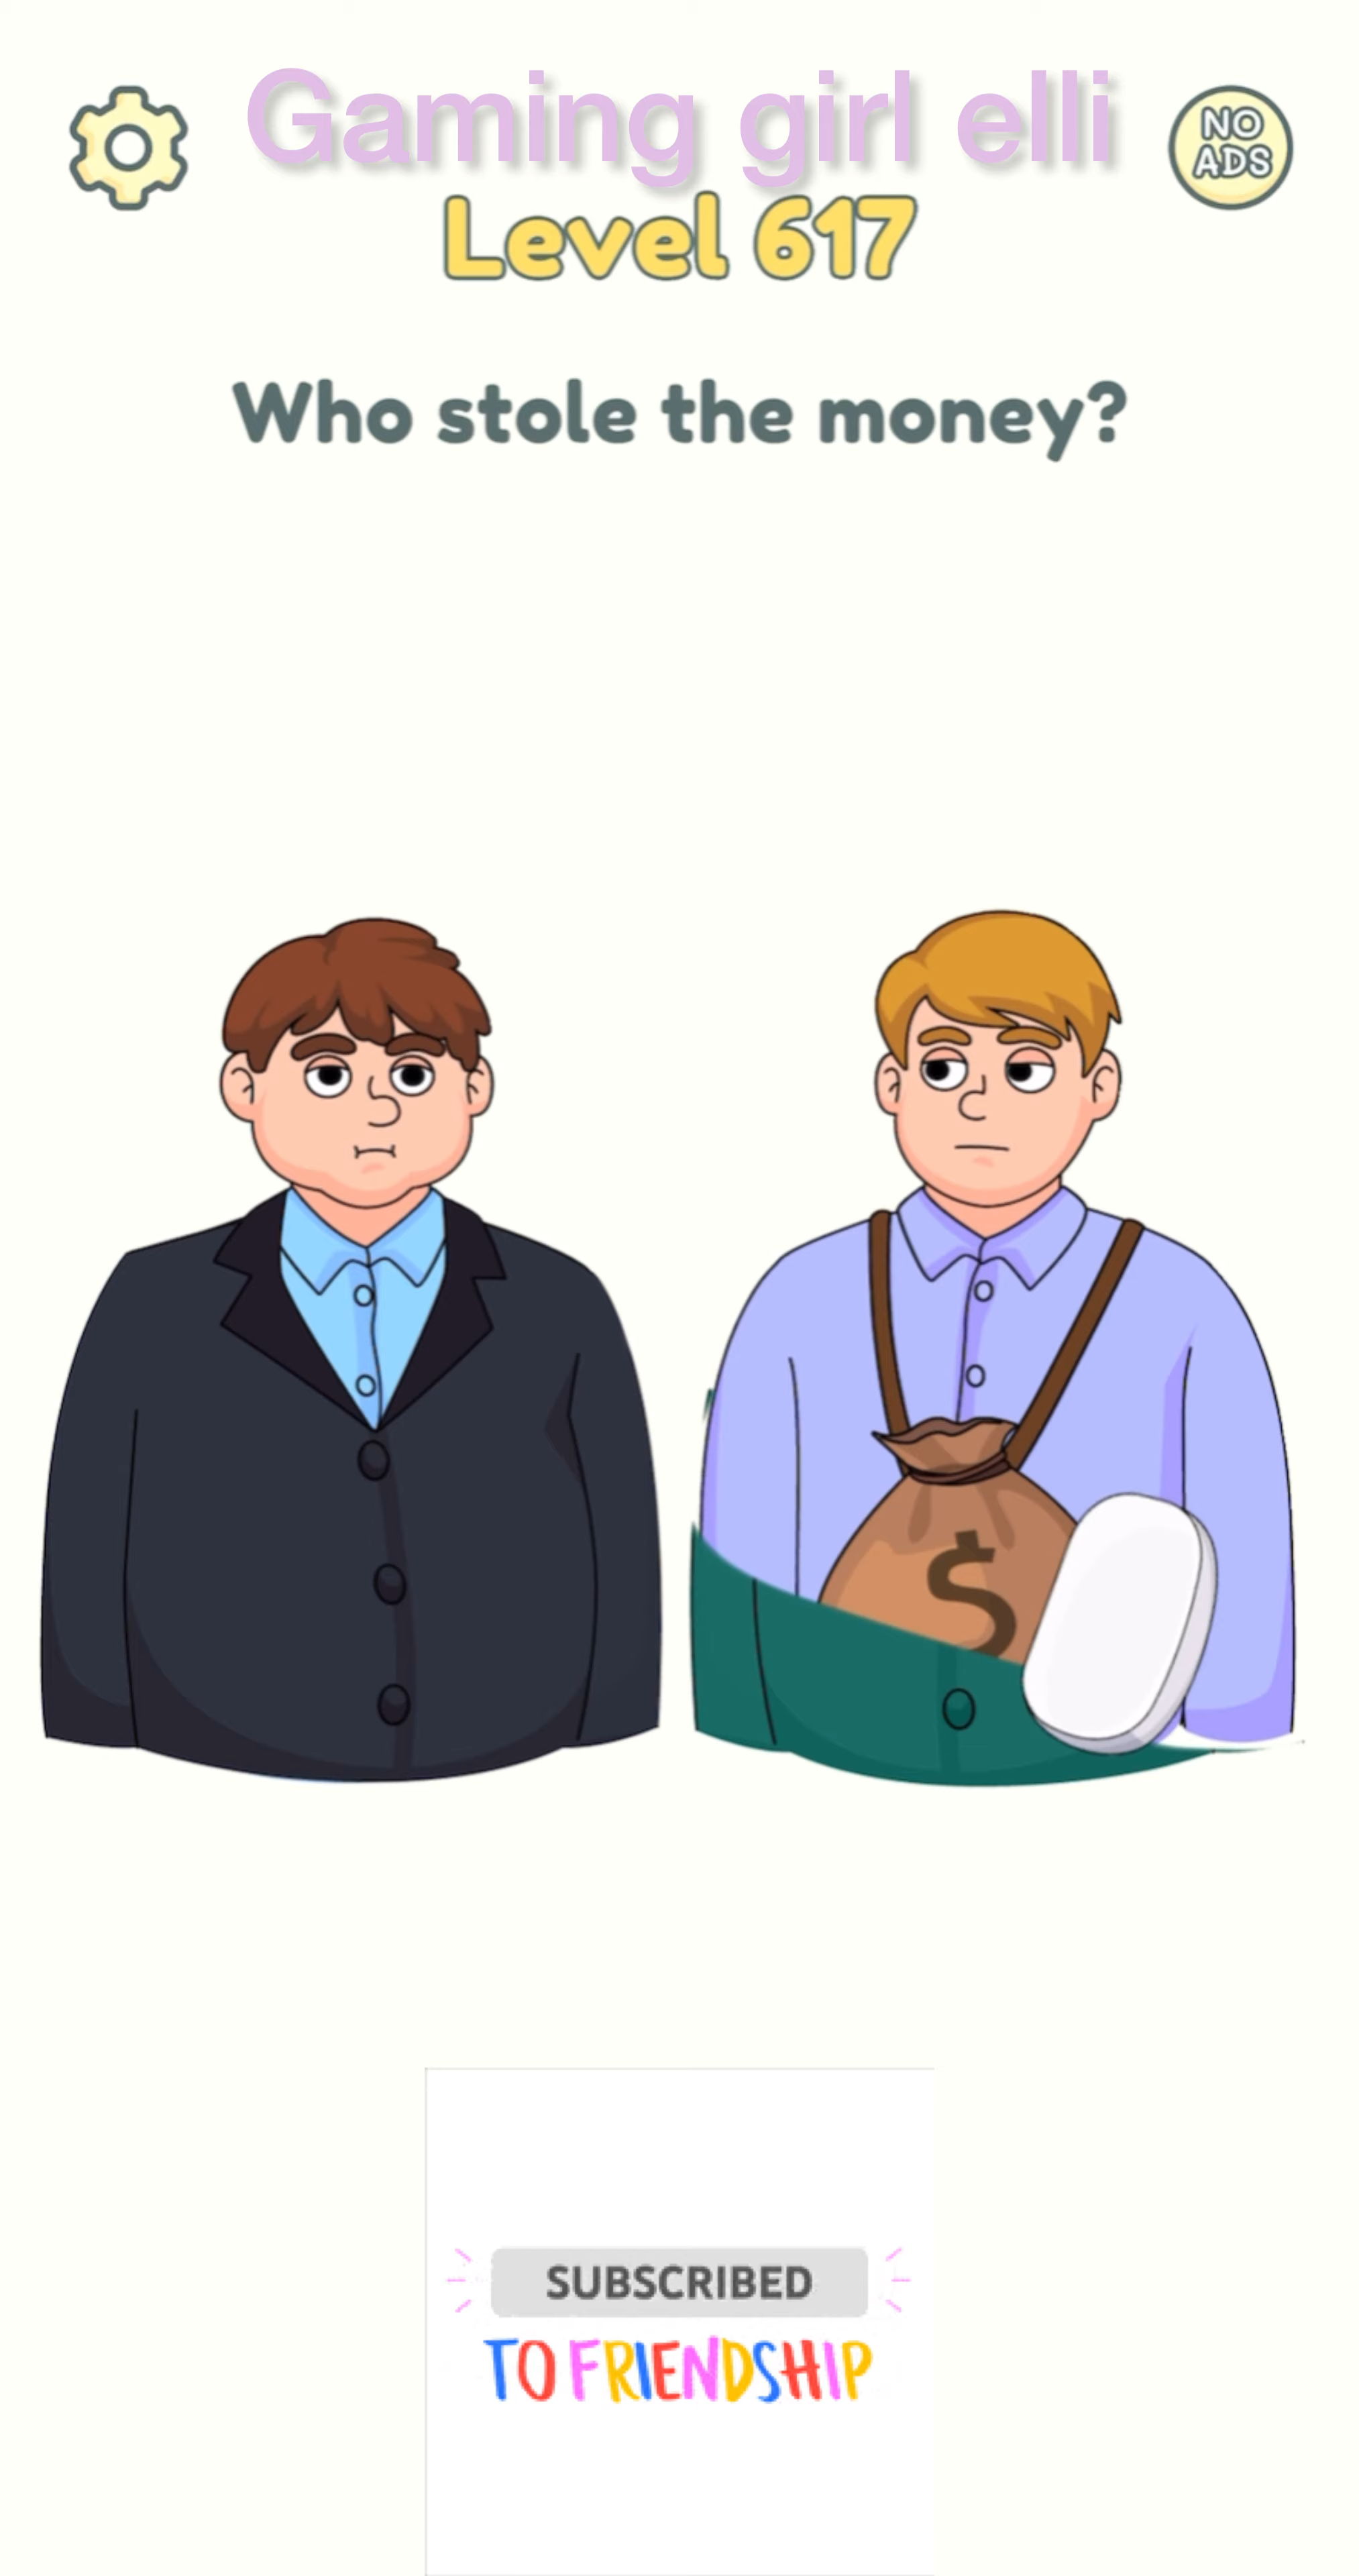 Gaming girl elli
NO
ADS
Level 617
Who stole the money?
$
SUBSCRIBED
TO FRIENDSHIP